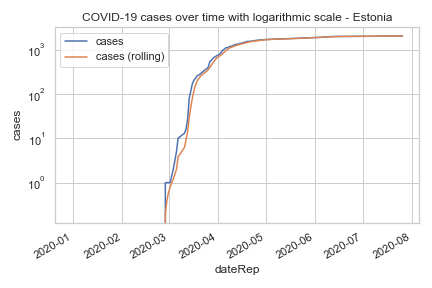 COVID-19 cases over time with logarithmic scale - Estonia
cases
cases (rolling)
10³
10²
10¹
10⁰
cases
2020-01
2020-02
2020-03
2020-04
2020-05
2020-06
2020-07
2020-08
dateRep